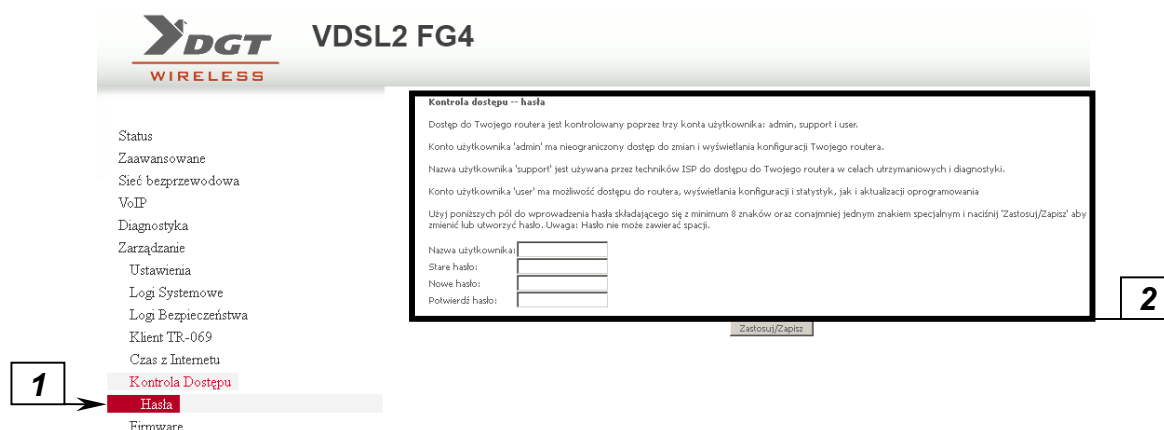 DGT
WIRELESS
VDSL2 FG4
Status
Zaawansowane
Sieć bezprzewodowa
VoIP
Diagnostyka
Zarządzanie
Ustawienia
Logi Systemowe
Logi Bezpieczeństwa
Klient TR-069
Czas z Internetu
Kontrola Dostępu
Hasła
Firmware
1
Kontrola dostępu -- hasła
Dostęp do Twojego routera jest kontrolowany poprzez trzy konta użytkownika: admin, support i user.
Konto użytkownika 'admin' ma nieograniczony dostęp do zmian i wyświetlania konfiguracji Twojego routera.
Nazwa użytkownika 'support' jest używana przez techników ISP do dostępu do Twojego routera w celach utrzymaniowych i diagnostyki.
Konto użytkownika 'user' ma możliwość dostępu do routera, wyświetlania konfiguracji i statystyk, jak i aktualizacji oprogramowania
Użyj poniższych pól do wprowadzenia hasła składającego się z minimum 8 znaków oraz conajmniej jednym znakiem specjalnym i naciśnij 'Zastosuj/Zapisz' aby
zmienić lub utworzyć hasło. Uwaga: Hasło nie może zawierać spacji.
Nazwa użytkownika:
Stare hasło:
Nowe hasło:
Potwierdź hasło:
Zastosuj/Zapisz
2